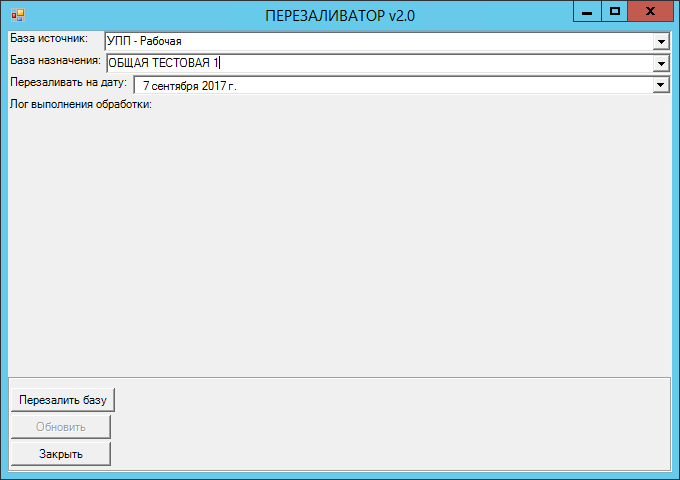 ПЕРЕЗАЛИВАТОР v2.0
База источник: УПП - Рабочая
База назначения: ОБЩАЯ ТЕСТОВАЯ 1
Перезаливать на дату: 7 сентября 2017 г.
Лог выполнения обработки:
Перезалить базу
Обновить
Закрыть